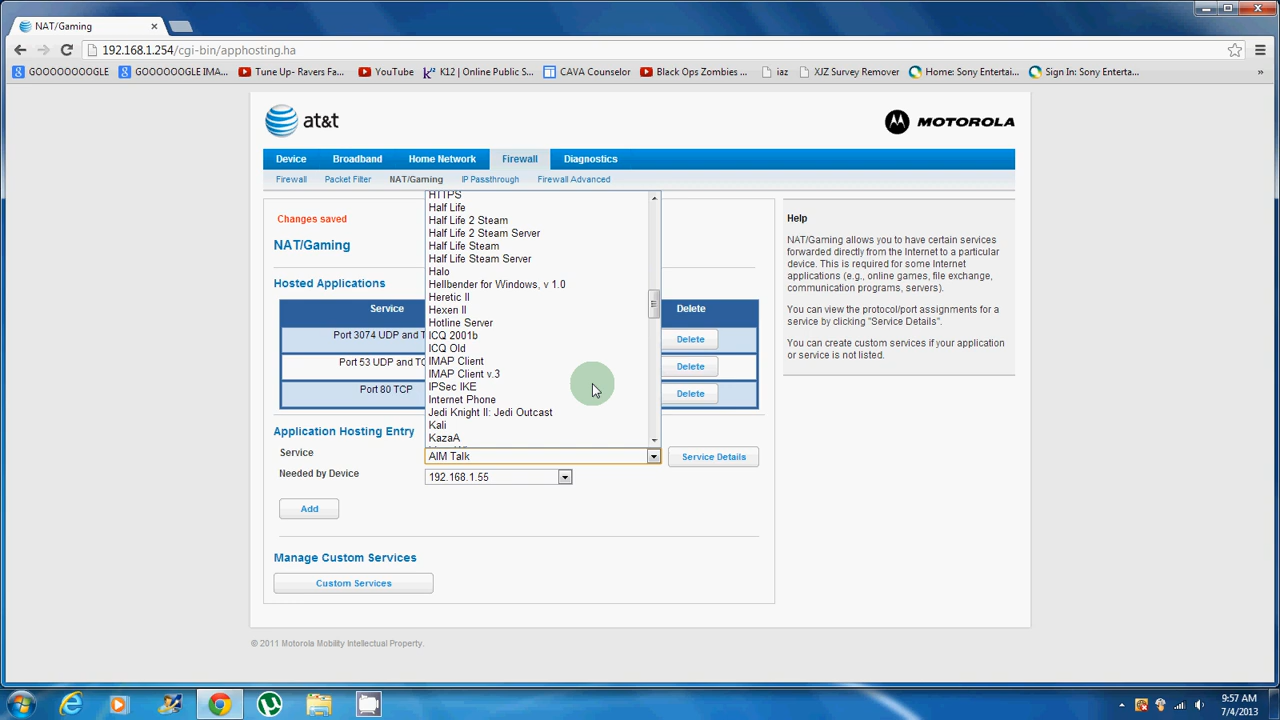 NAT/Gaming
192.168.1.254/cgi-bin/apphosting.ha
GOOOOOOOOGLE
GOOOOOOGLE IMA...
Tune Up- Ravers Fa...
YouTube
K12 | Online Public S...
CAVA Counselor
Black Ops Zombies ...
iaz
XJZ Survey Remover
Home: Sony Entertai...
Sign In: Sony Enterta...
»
at&t
MOTOROLA
Device Broadband Home Network Firewall Diagnostics
Firewall Packet Filter NAT/Gaming IP Passthrough Firewall Advanced
Changes saved
NAT/Gaming
Hosted Applications
Service Delete
Port 3074 UDP and T Delete
Port 53 UDP and TC Delete
Port 80 TCP Delete
HTTPS
Half Life
Half Life 2 Steam
Half Life 2 Steam Server
Half Life Steam
Half Life Steam Server
Halo
Hellbender for Windows, v 1.0
Heretic II
Hexen II
Hotline Server
ICQ 2001b
ICQ Old
IMAP Client
IMAP Client v.3
IPSec IKE
Internet Phone
Jedi Knight II: Jedi Outcast
Kali
KazaA
Application Hosting Entry
Service AIM Talk Service Details
Needed by Device 192.168.1.55
Add
Manage Custom Services
Custom Services
Help
NAT/Gaming allows you to have certain services
forwarded directly from the Internet to a particular
device. This is required for some Internet
applications (e.g., online games, file exchange,
communication programs, servers).
You can view the protocol/port assignments for a
service by clicking "Service Details".
You can create custom services if your application
or service is not listed.
© 2011 Motorola Mobility Intellectual Property.
9:57 AM
7/4/2013